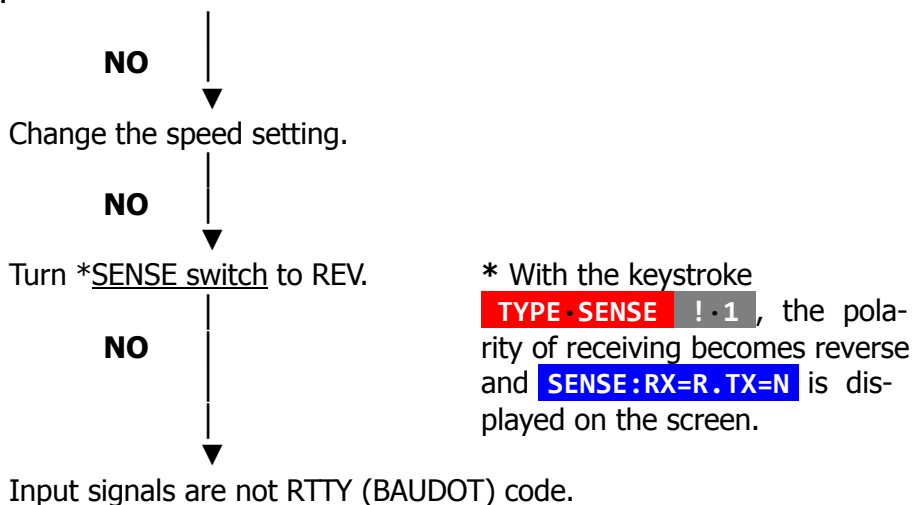 NO
Change the speed setting.
NO
Turn *SENSE switch to REV.
NO
* With the keystroke
TYPE·SENSE !·1 , the pola-
rity of receiving becomes reverse
and SENSE:RX=R.TX=N is dis-
played on the screen.
Input signals are not RTTY (BAUDOT) code.